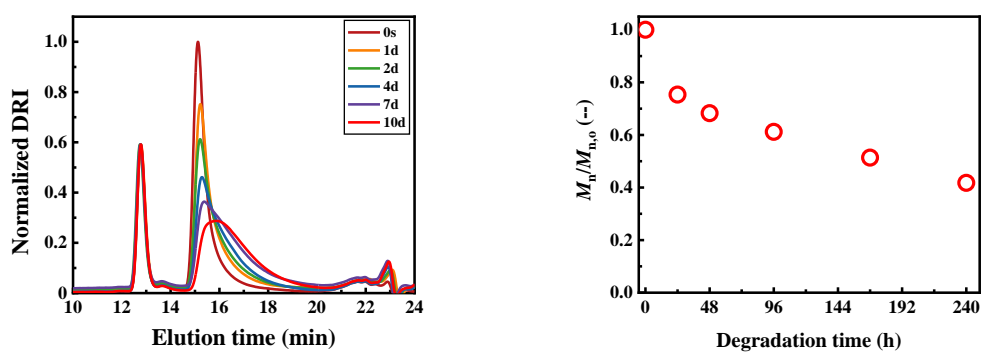 Normalized DRI
1.0
0.8
0.6
0.4
0.2
0
10 12 14 16 18 20 22 24
Elution time (min)
0s
1d
2d
4d
7d
10d
Mn/Mn,o (--)
1.0
0.8
0.6
0.4
0.2
0.0
0 48 96 144 192 240
Degradation time (h)